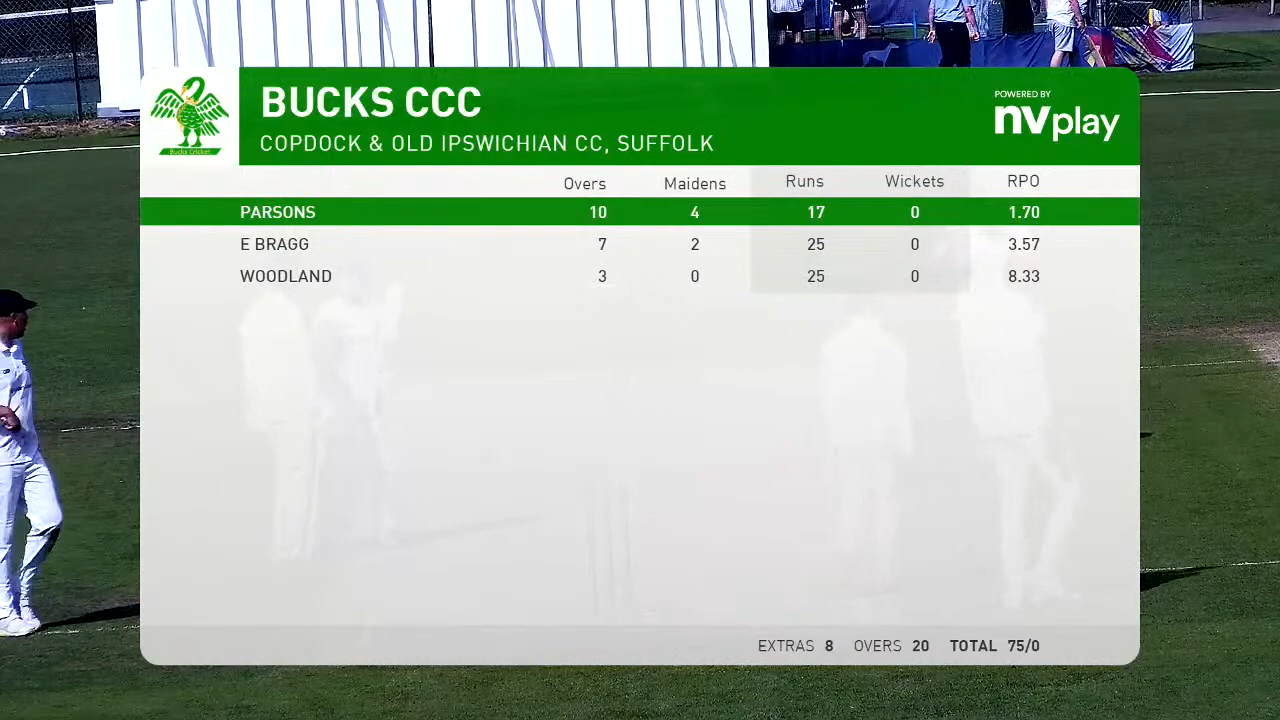 BUCKS CCC
COPDOCK & OLD IPSWICHIAN CC, SUFFOLK
POWERED BY
nvplay
Bucks Cricket
Overs Maidens Runs Wickets RPO
PARSONS 10 4 17 0 1.70
E BRAGG 7 2 25 0 3.57
WOODLAND 3 0 25 0 8.33
EXTRAS 8 OVERS 20 TOTAL 75/0